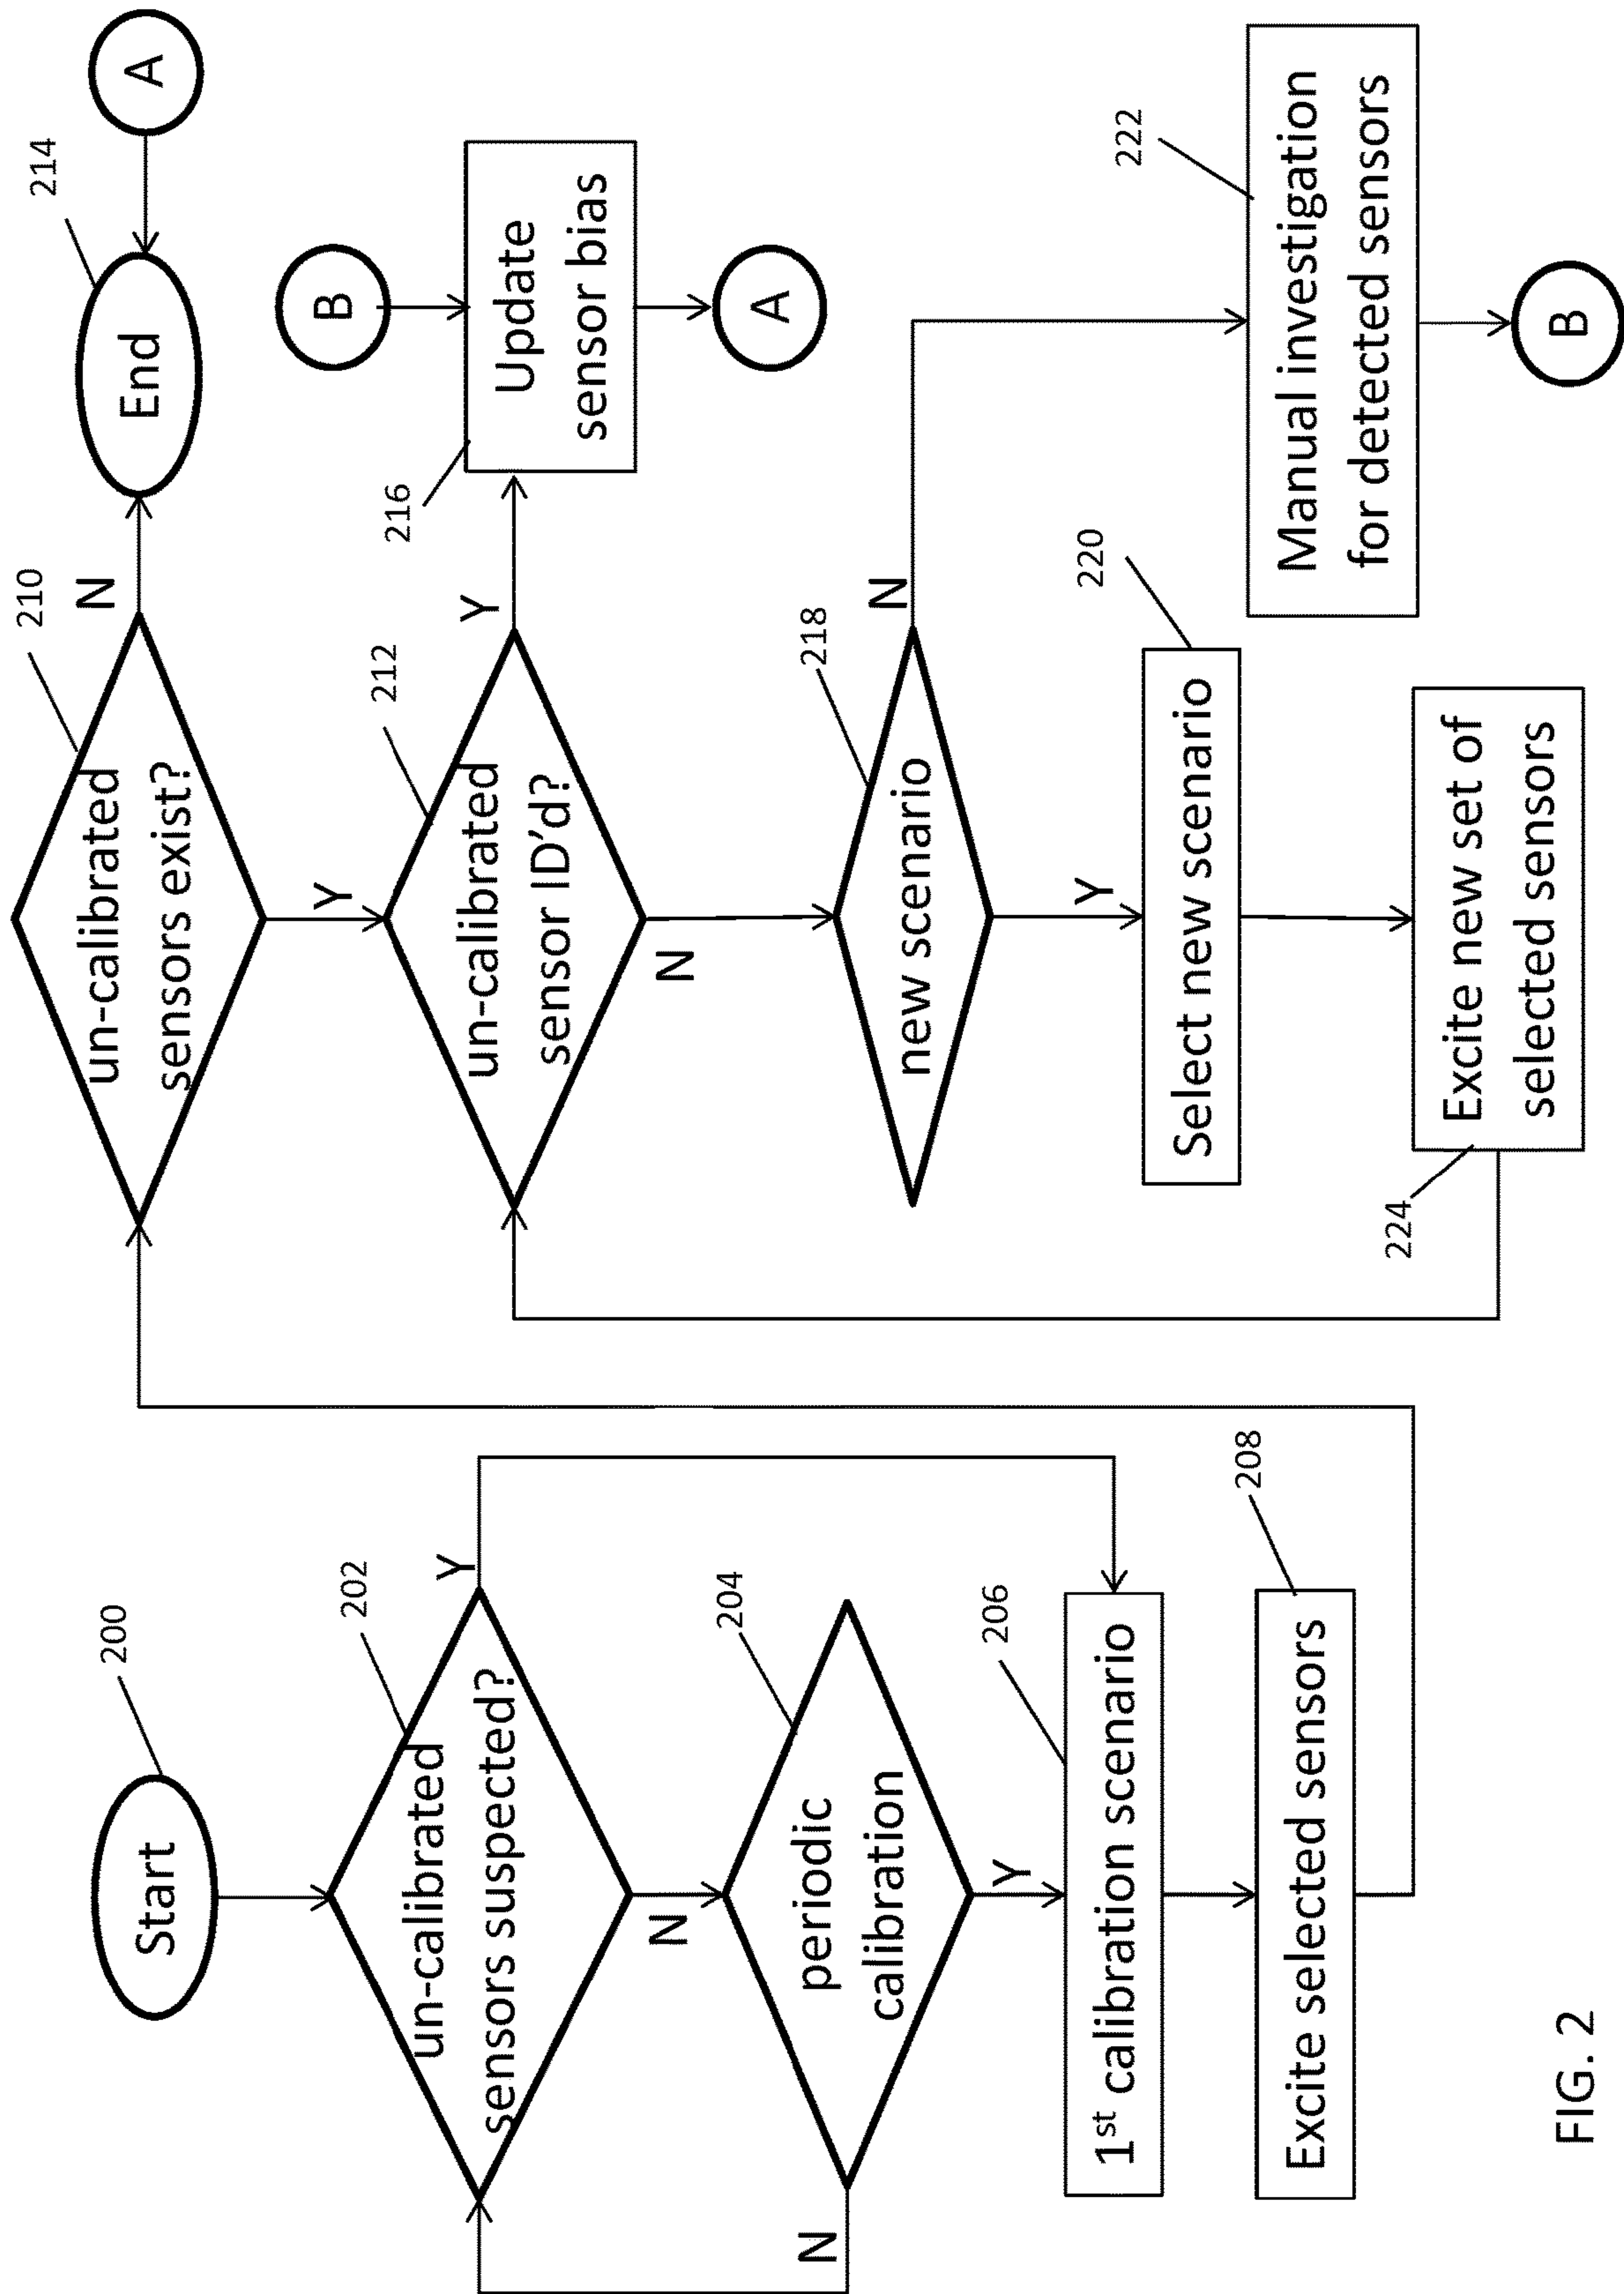 Start
200
un-calibrated
sensors suspected?
202
Y
N
periodic
calibration
204
N
Y
1st calibration scenario
206
Excite selected sensors
208
un-calibrated
sensors exist?
210
N
End
214
A
Y
un-calibrated
sensor ID’d?
212
Y
B
Update
sensor bias
216
A
N
new scenario
218
N
Y
Select new scenario
220
Manual investigation
for detected sensors
222
B
Excite new set of
selected sensors
224
FIG. 2